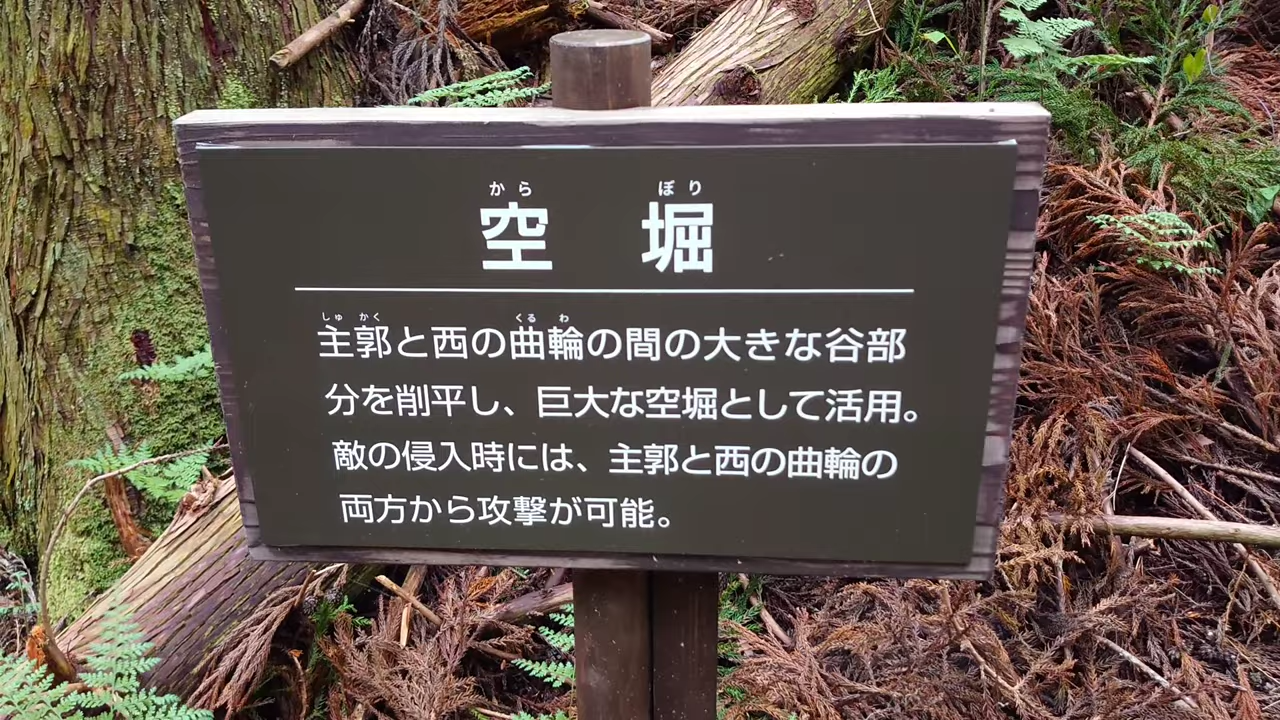 から ぼり
空堀
しゅ かく くる わ
主郭と西の曲輪の間の大きな谷部
分を削平し、巨大な空堀として活用。
敵の侵入時には、主郭と西の曲輪の
両方から攻撃が可能。